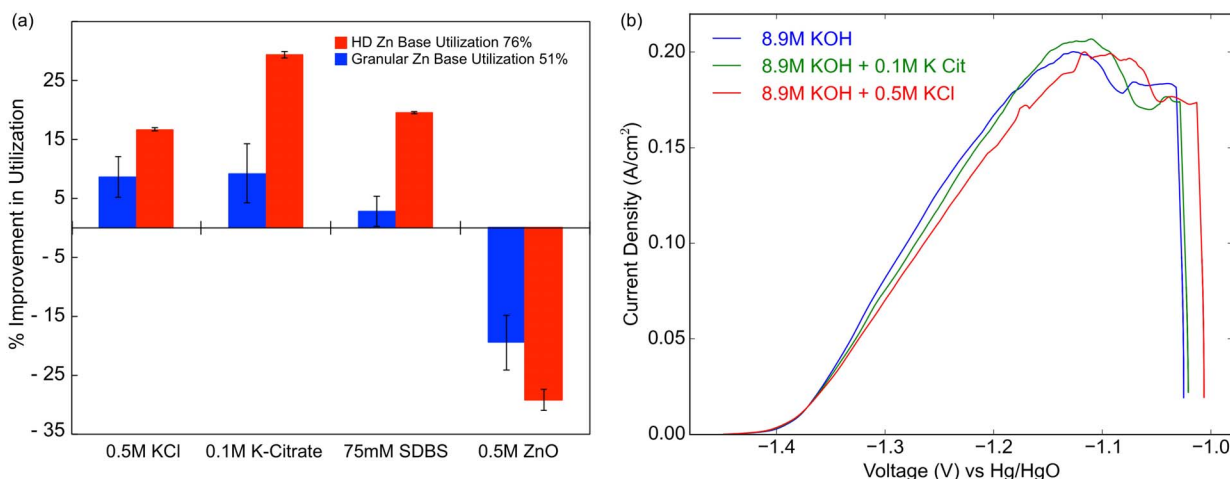 (a)
HD Zn Base Utilization 76%
Granular Zn Base Utilization 51%
% Improvement in Utilization
25
15
5
- 5
- 15
- 25
- 35
0.5M KCl
0.1M K-Citrate
75mM SDBS
0.5M ZnO
(b)
8.9M KOH
8.9M KOH + 0.1M K Cit
8.9M KOH + 0.5M KCl
Current Density (A/cm²)
0.20
0.15
0.10
0.05
0.00
−1.4
−1.3
−1.2
−1.1
−1.0
Voltage (V) vs Hg/HgO